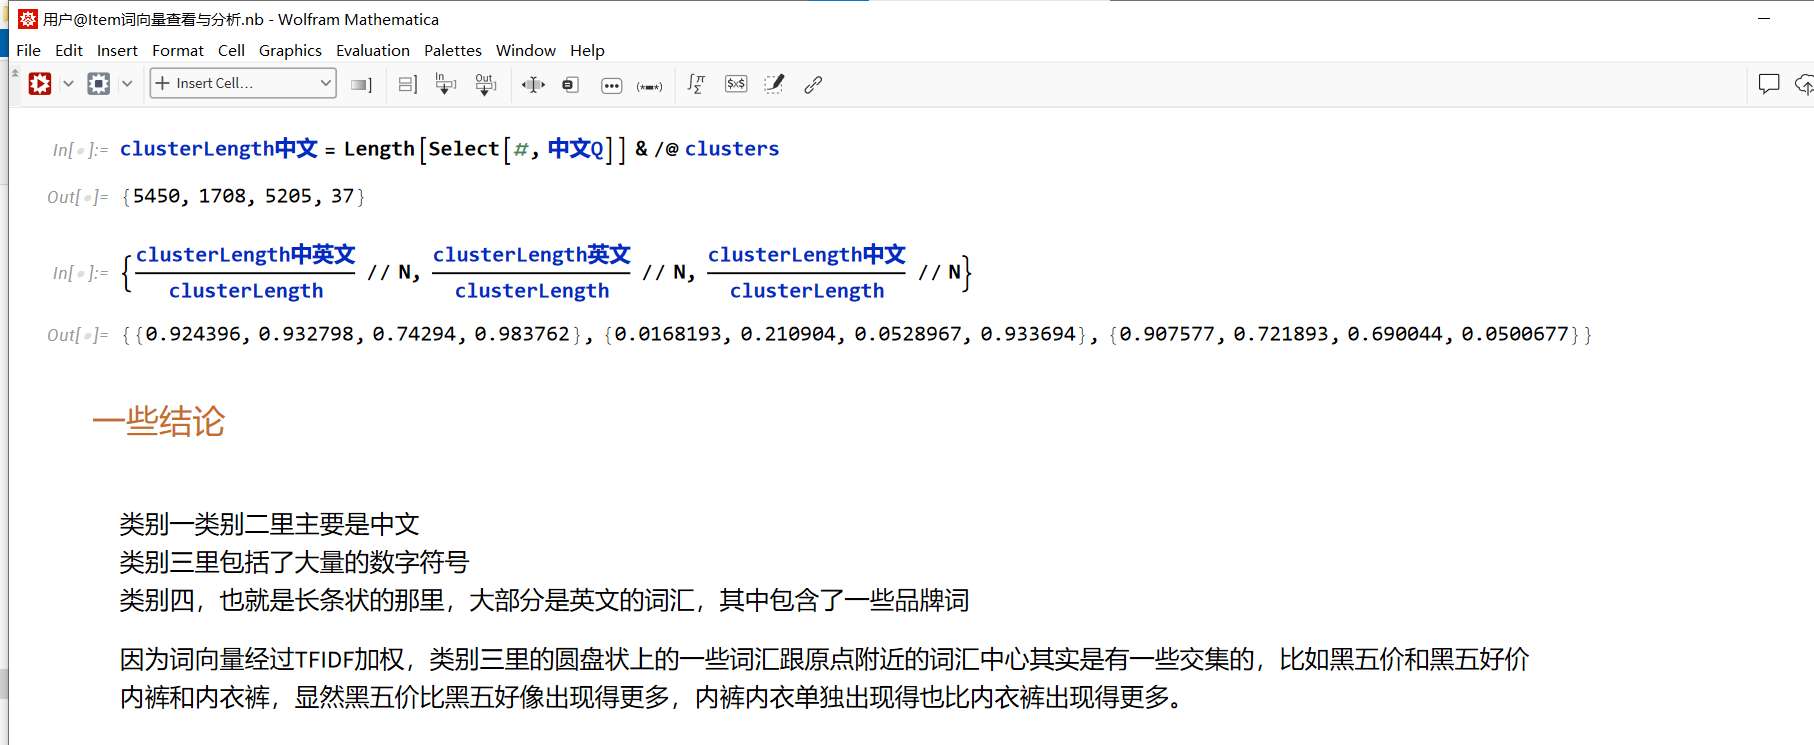 用户@Item词向量查看与分析.nb - Wolfram Mathematica
File Edit Insert Format Cell Graphics Evaluation Palettes Window Help
Insert Cell...
In[ ]:= clusterLength中文 = Length[Select[#, 中文Q]] & /@ clusters
Out[ ]= {5450, 1708, 5205, 37}
In[ ]:= {clusterLength中英文/clusterLength // N, clusterLength英文/clusterLength // N, clusterLength中文/clusterLength // N}
Out[ ]= {{0.924396, 0.932798, 0.74294, 0.983762}, {0.0168193, 0.210904, 0.0528967, 0.933694}, {0.907577, 0.721893, 0.690044, 0.0500677}}
一些结论
类别一类别二里主要是中文
类别三里包括了大量的数字符号
类别四，也就是长条状的那里，大部分是英文的词汇，其中包含了一些品牌词
因为词向量经过TFIDF加权，类别三里的圆盘状上的一些词汇跟原点附近的词汇中心其实是有一些交集的，比如黑五价和黑五好价
内裤和内衣裤，显然黑五价比黑五好像出现得更多，内裤内衣单独出现得也比内衣裤出现得更多。